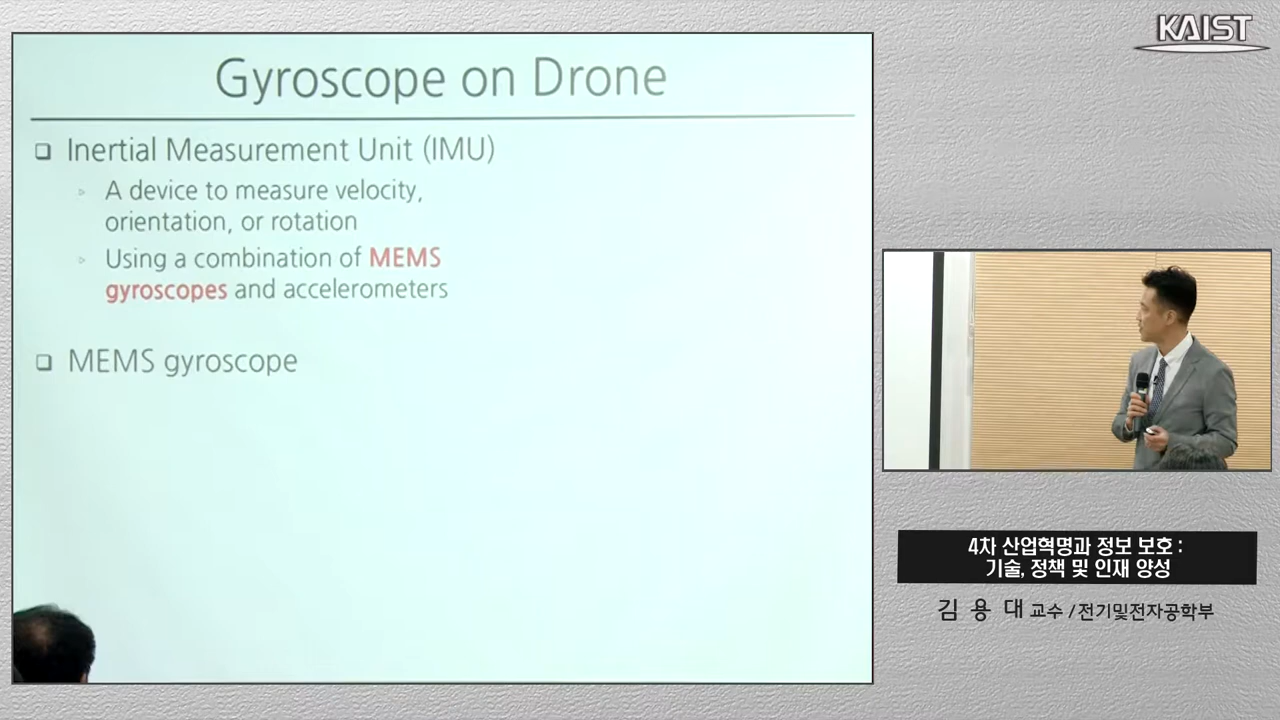 KAIST
Gyroscope on Drone
Inertial Measurement Unit (IMU)
A device to measure velocity,
orientation, or rotation
Using a combination of MEMS
gyroscopes and accelerometers
MEMS gyroscope
4차 산업혁명과 정보 보호 :
기술, 정책 및 인재 양성
김 용 대 교수 / 전기및전자공학부